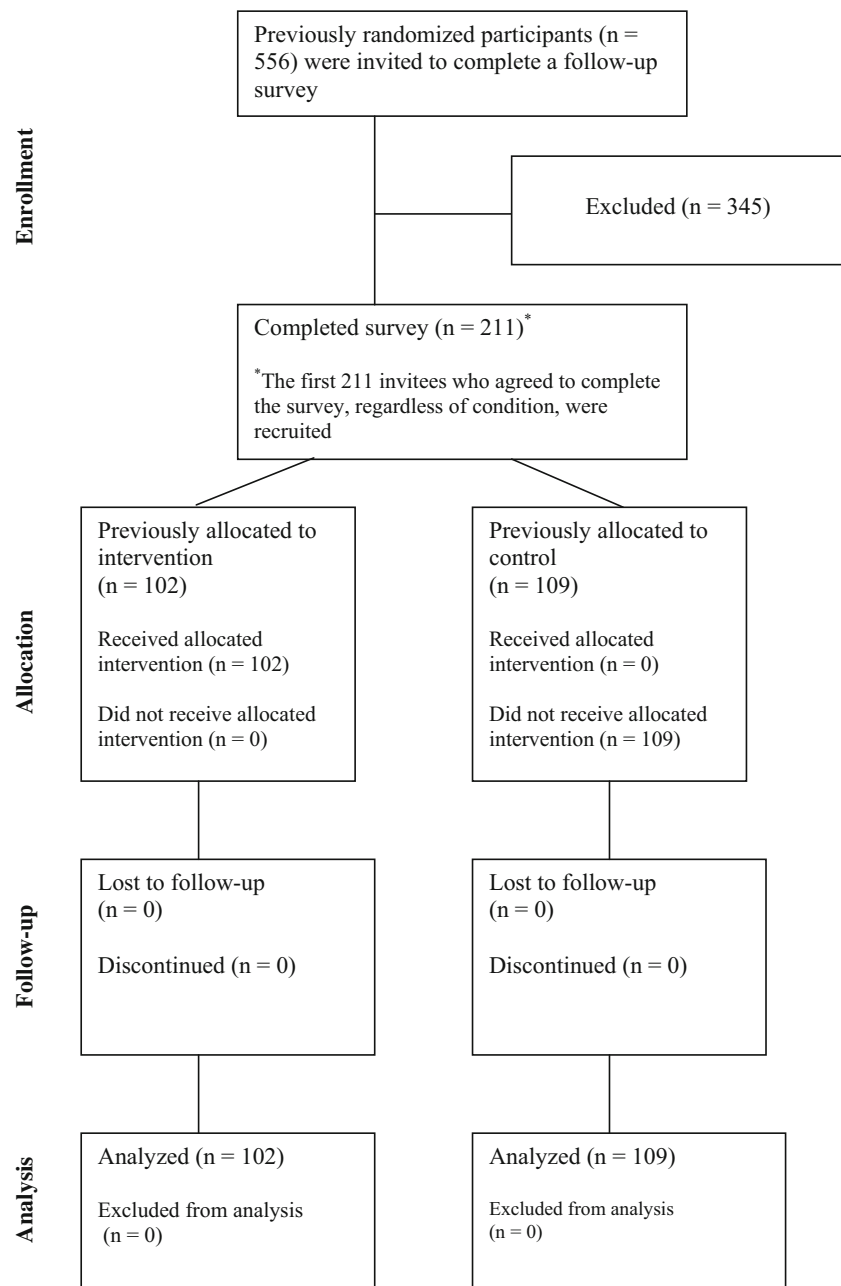 Previously randomized participants (n =
556) were invited to complete a follow-up
survey
Enrollment
Excluded (n = 345)
Completed survey (n = 211)*
*The first 211 invitees who agreed to complete
the survey, regardless of condition, were
recruited
Allocation
Previously allocated to
intervention
(n = 102)
Received allocated
intervention (n = 102)
Did not receive allocated
intervention (n = 0)
Previously allocated to
control
(n = 109)
Received allocated
intervention (n = 0)
Did not receive allocated
intervention (n = 109)
Follow-up
Lost to follow-up
(n = 0)
Discontinued (n = 0)
Lost to follow-up
(n = 0)
Discontinued (n = 0)
Analysis
Analyzed (n = 102)
Excluded from analysis
(n = 0)
Analyzed (n = 109)
Excluded from analysis
(n = 0)